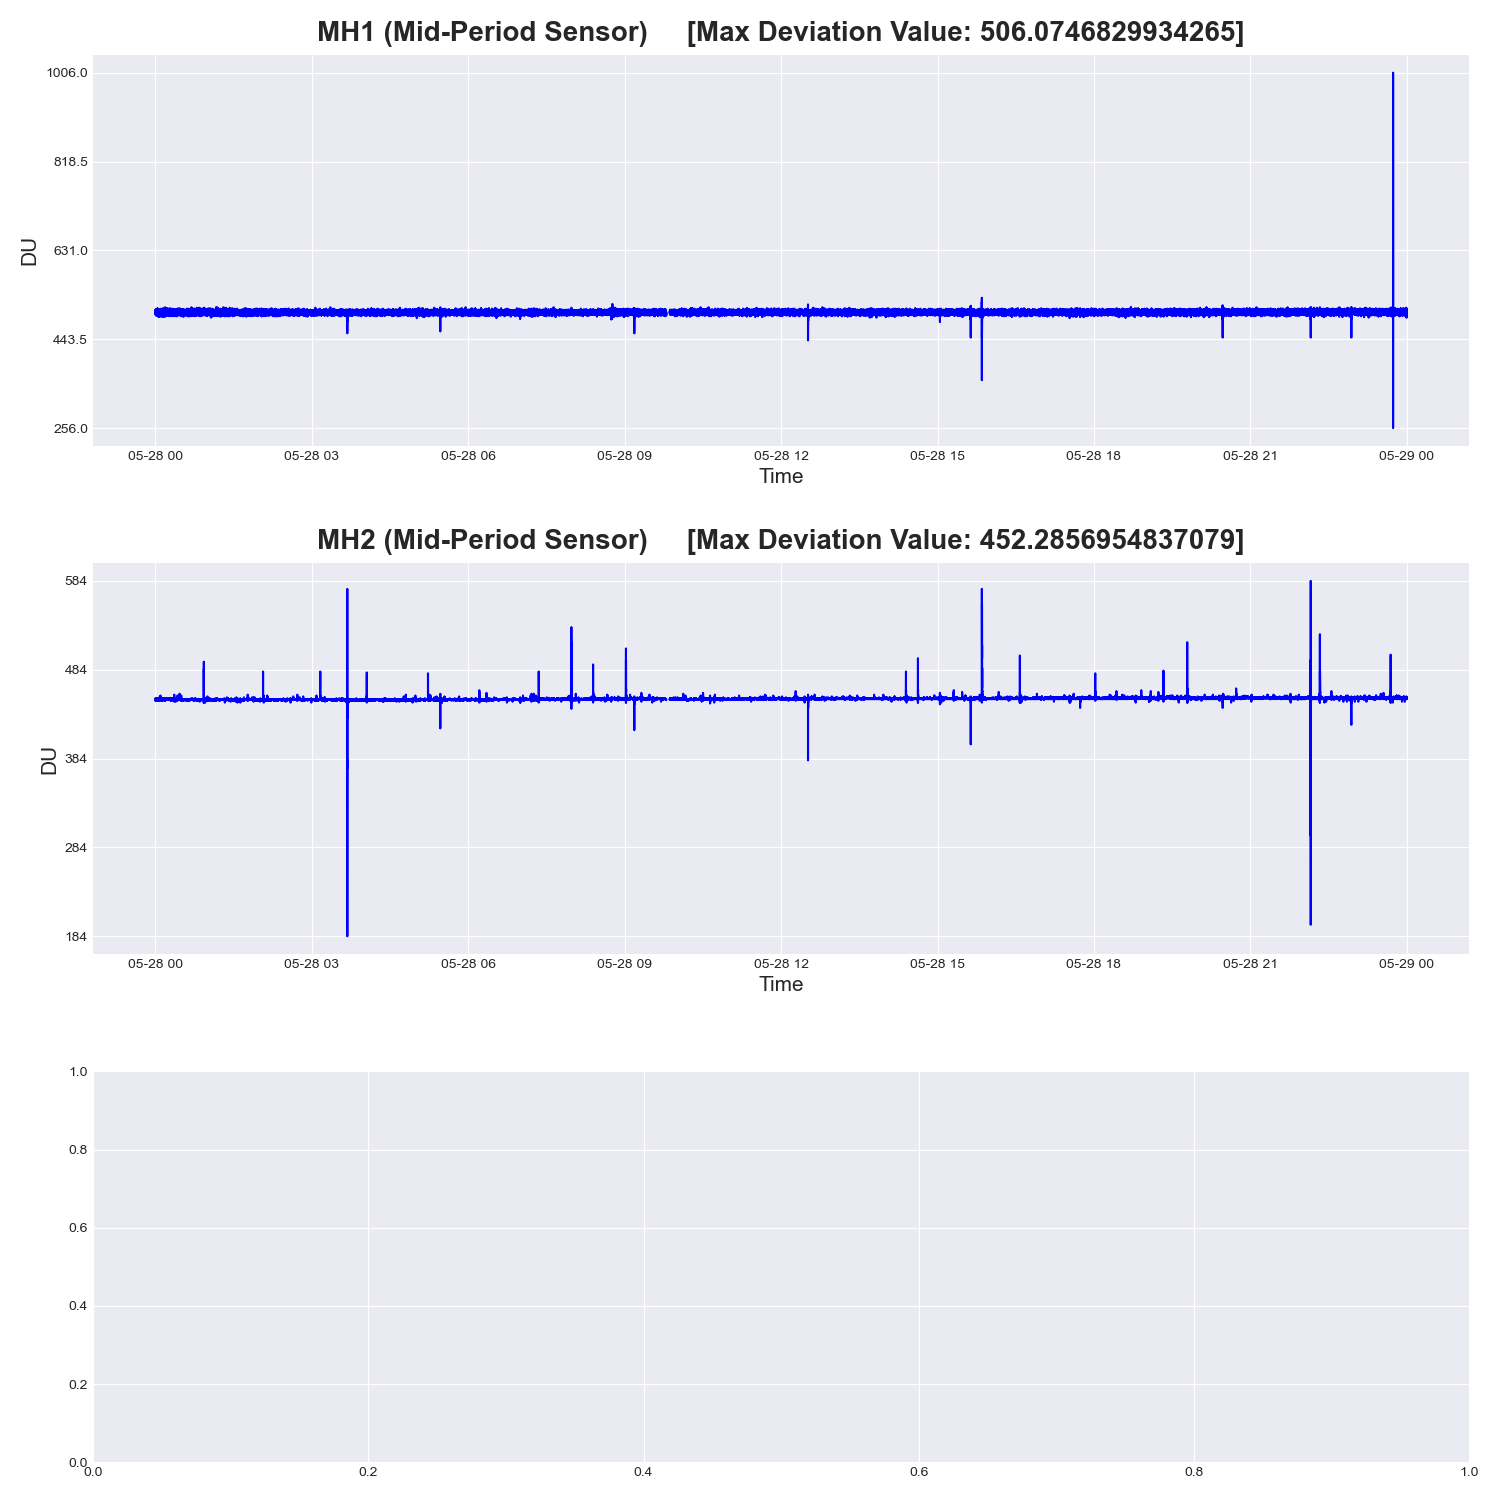 MH1 (Mid-Period Sensor) [Max Deviation Value: 506.0746829934265]
1006.0
818.5
631.0
443.5
256.0
DU
05-28 00 05-28 03 05-28 06 05-28 09 05-28 12 05-28 15 05-28 18 05-28 21 05-29 00
Time
MH2 (Mid-Period Sensor) [Max Deviation Value: 452.2856954837079]
584
484
384
284
184
DU
05-28 00 05-28 03 05-28 06 05-28 09 05-28 12 05-28 15 05-28 18 05-28 21 05-29 00
Time
1.0
0.8
0.6
0.4
0.2
0.0
0.0 0.2 0.4 0.6 0.8 1.0